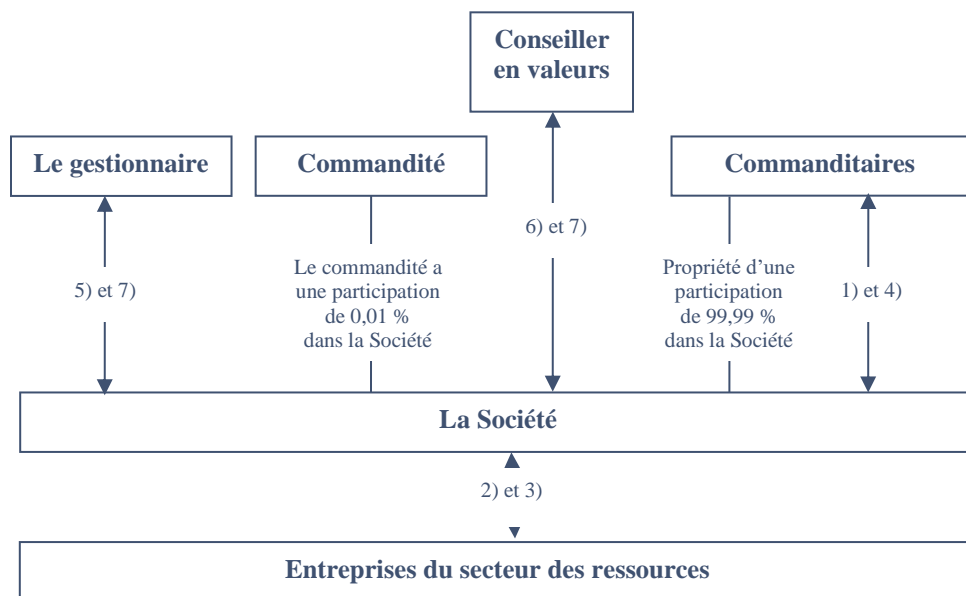 Conseiller
en valeurs
Le gestionnaire
Commandité
Commanditaires
6) et 7)
5) et 7)
Le commandité a
une participation
de 0,01 %
dans la Société
Propriété d’une
participation
de 99,99 %
dans la Société
1) et 4)
La Société
2) et 3)
Entreprises du secteur des ressources